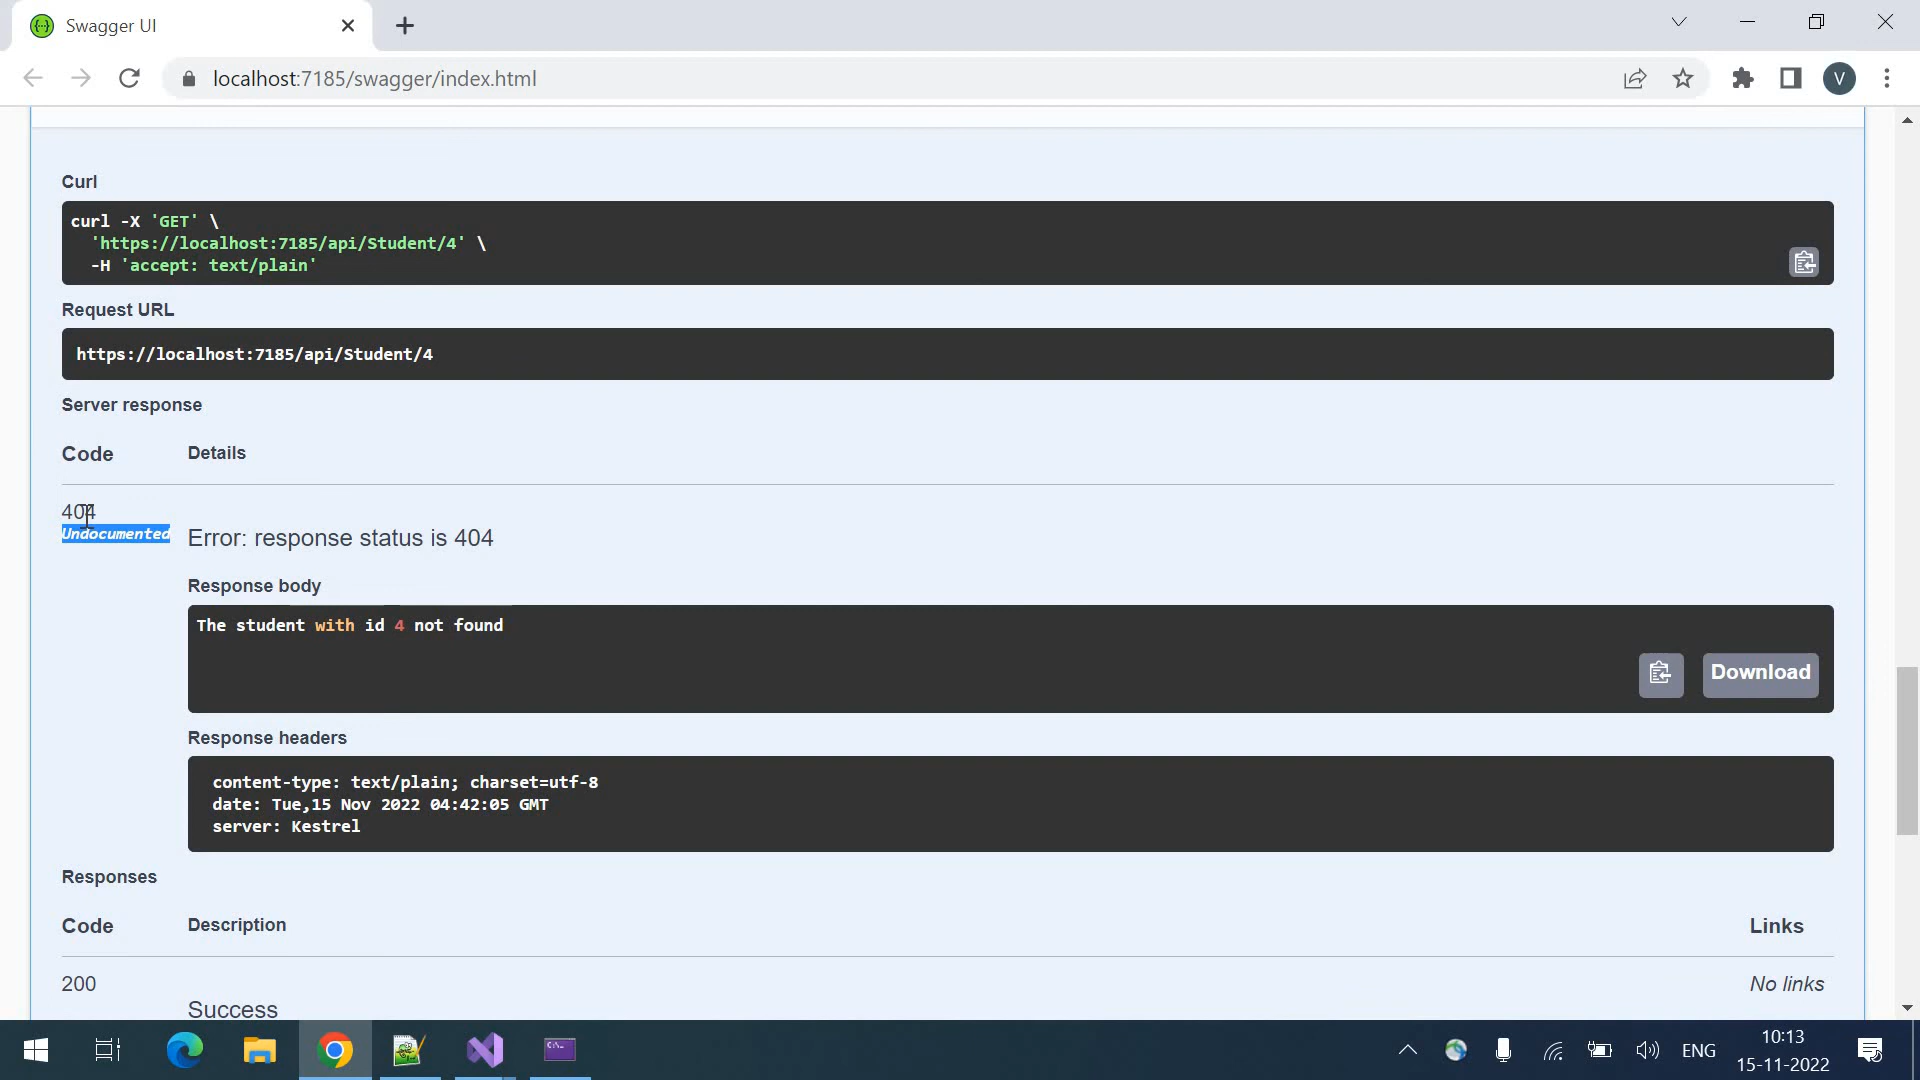 Swagger UI
localhost:7185/swagger/index.html
V
Curl
curl -X 'GET' \
'https://localhost:7185/api/Student/4' \
-H 'accept: text/plain'
Request URL
https://localhost:7185/api/Student/4
Server response
Code Details
404
Undocumented
Error: response status is 404
Response body
The student with id 4 not found
Download
Response headers
content-type: text/plain; charset=utf-8
date: Tue,15 Nov 2022 04:42:05 GMT
server: Kestrel
Responses
Code Description Links
200 No links
Success
ENG
10:13
15-11-2022